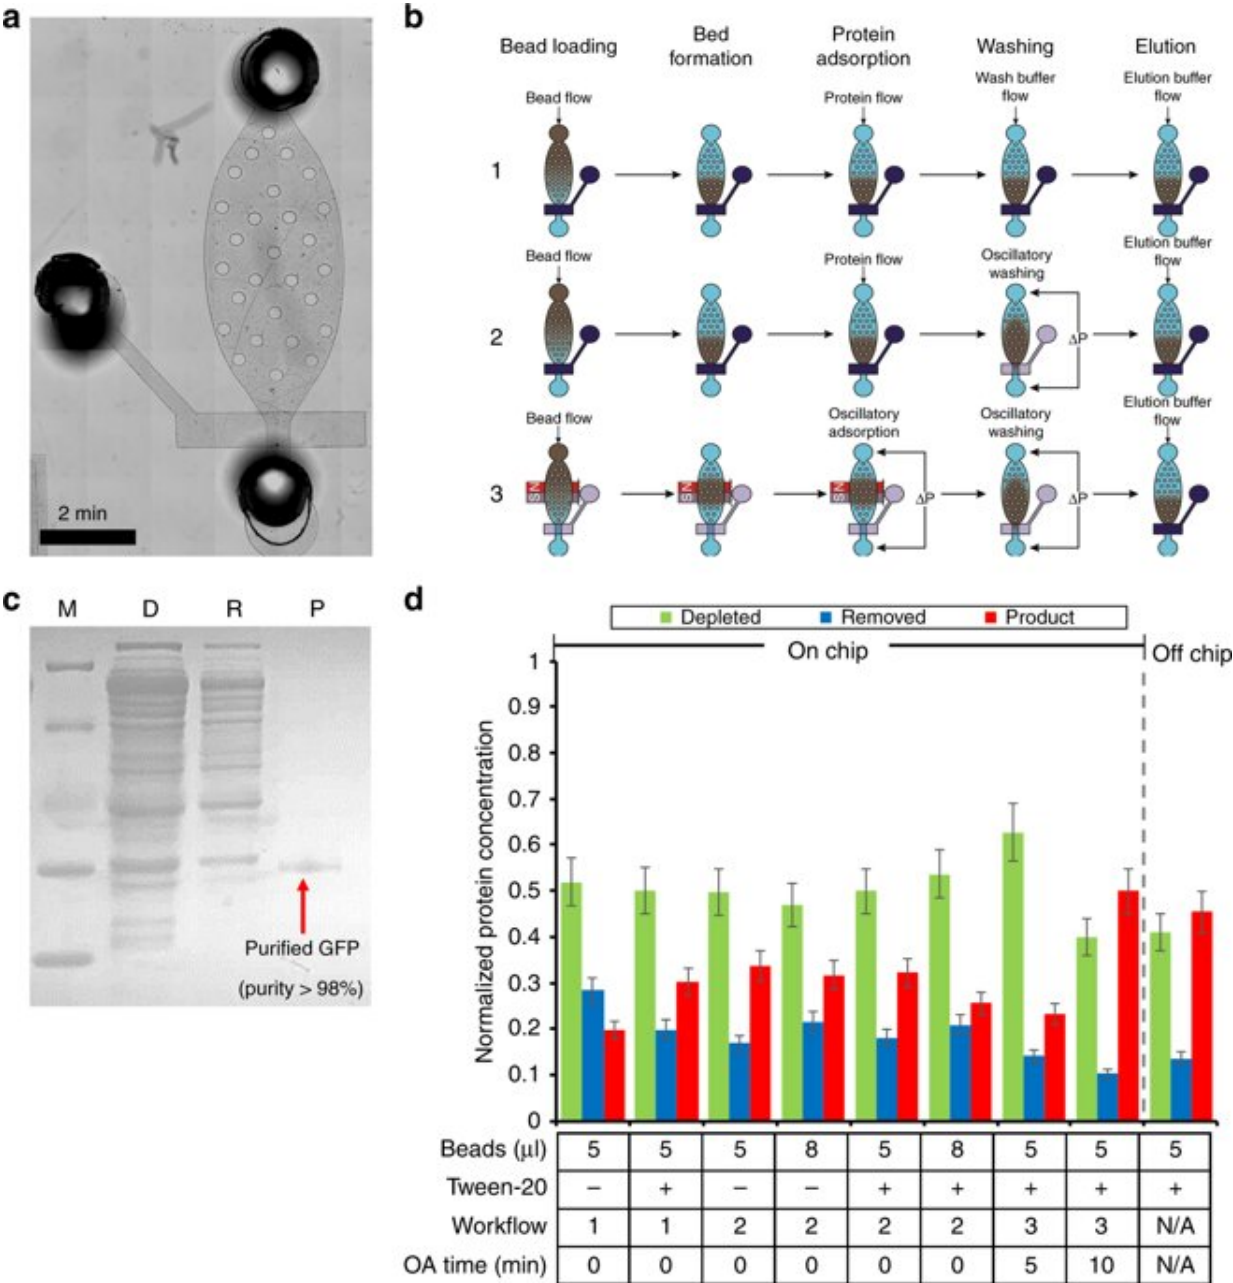 a
2 min
b
Bead loading
Bed
formation
Protein
adsorption
Washing
Elution
1
Bead flow
Protein flow
Wash buffer
flow
Elution buffer
flow
2
Bead flow
Protein flow
Oscillatory
washing
ΔP
Elution buffer
flow
3
Bead flow
SN
SN
Oscillatory
adsorption
SN
ΔP
Oscillatory
washing
ΔP
Elution buffer
flow
c
M D R P
Purified GFP
(purity > 98%)
d
Depleted Removed Product
On chip Off chip
Normalized protein concentration
1
0.9
0.8
0.7
0.6
0.5
0.4
0.3
0.2
0.1
0
Beads (μl) 5 5 5 8 5 8 5 5 5
Tween-20 – + – – + + + + +
Workflow 1 1 2 2 2 2 3 3 N/A
OA time (min) 0 0 0 0 0 0 5 10 N/A